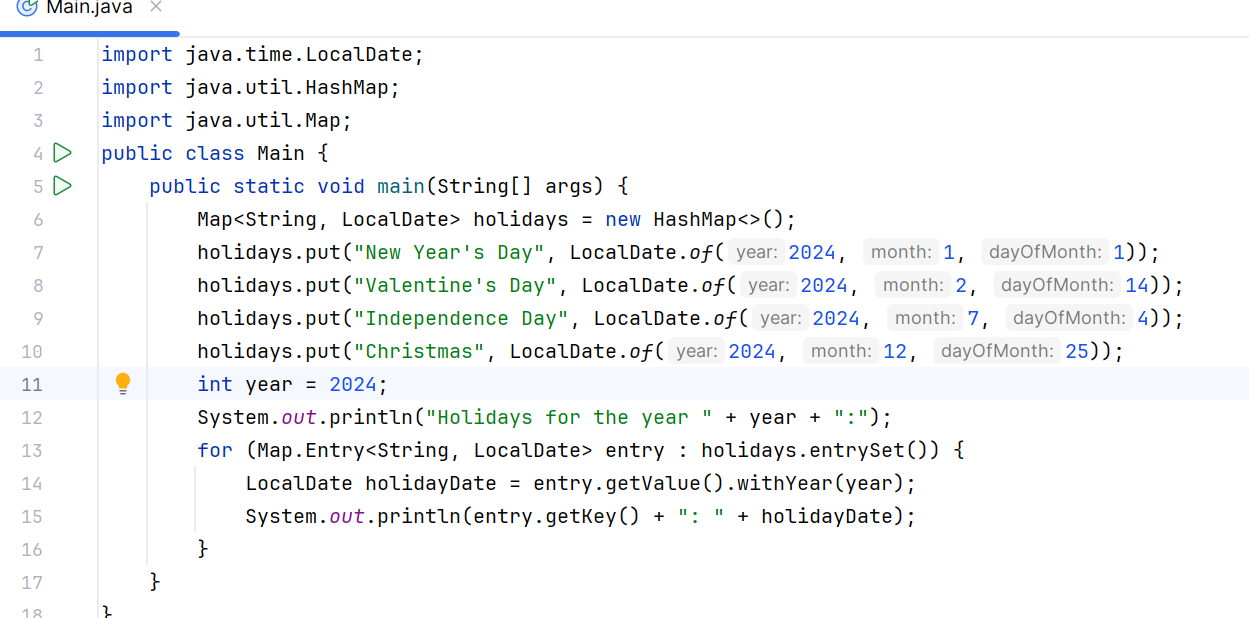 Main.java ×
1 import java.time.LocalDate;
2 import java.util.HashMap;
3 import java.util.Map;
4 public class Main {
5 public static void main(String[] args) {
6 Map<String, LocalDate> holidays = new HashMap<>();
7 holidays.put("New Year's Day", LocalDate.of( year: 2024, month: 1, dayOfMonth: 1));
8 holidays.put("Valentine's Day", LocalDate.of( year: 2024, month: 2, dayOfMonth: 14));
9 holidays.put("Independence Day", LocalDate.of( year: 2024, month: 7, dayOfMonth: 4));
10 holidays.put("Christmas", LocalDate.of( year: 2024, month: 12, dayOfMonth: 25));
11 int year = 2024;
12 System.out.println("Holidays for the year " + year + ":");
13 for (Map.Entry<String, LocalDate> entry : holidays.entrySet()) {
14 LocalDate holidayDate = entry.getValue().withYear(year);
15 System.out.println(entry.getKey() + ": " + holidayDate);
16 }
17 }
18 }